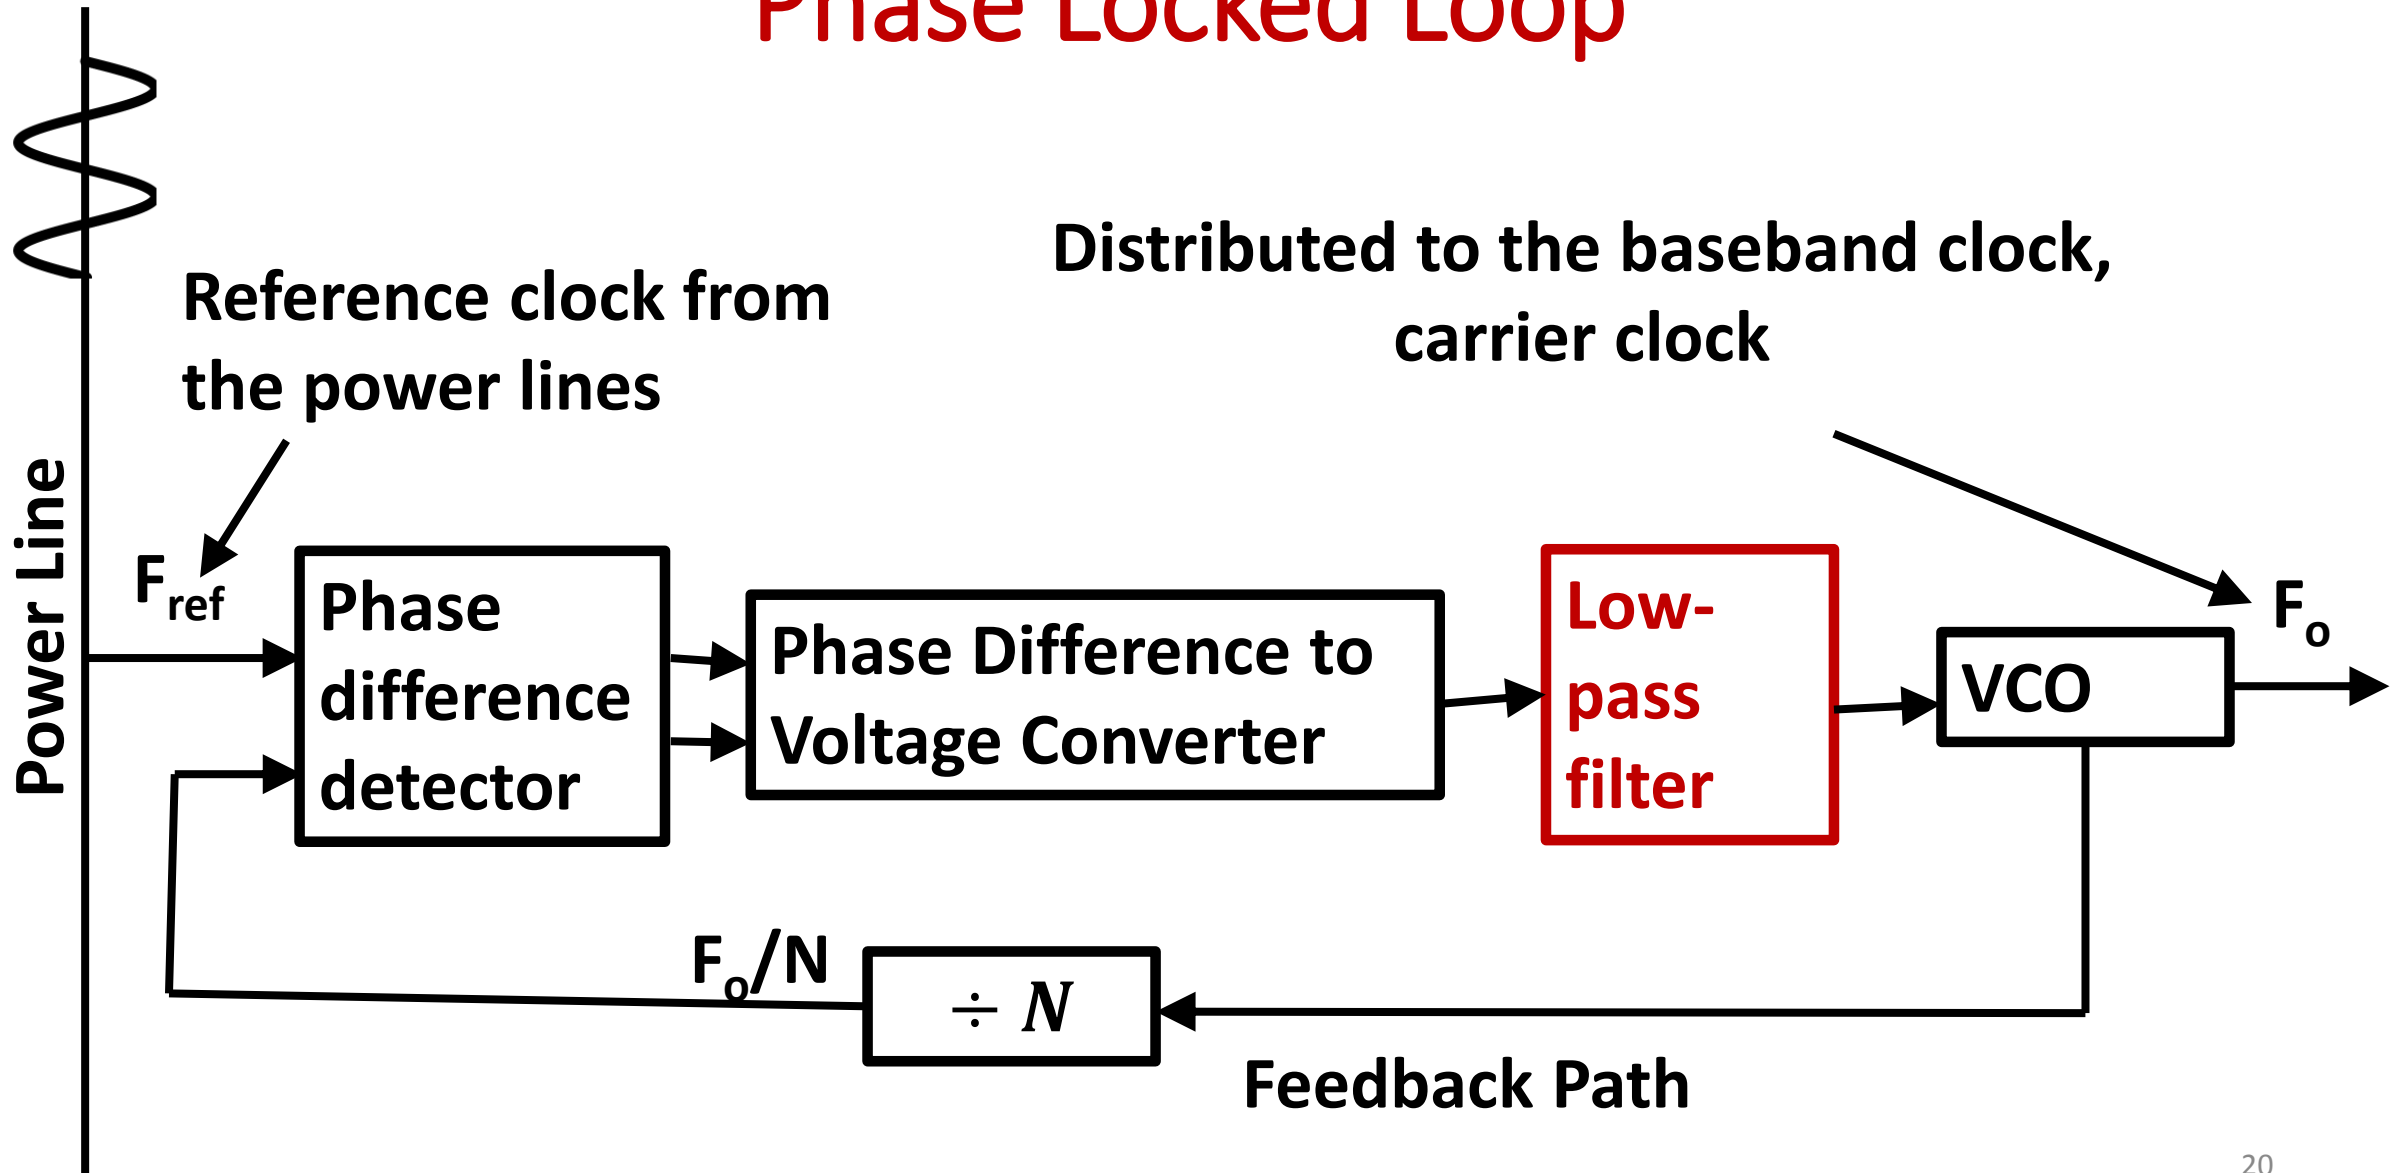 Phase Locked Loop
Distributed to the baseband clock,
carrier clock
Reference clock from
the power lines
Power Line
Fref
Phase
difference
detector
Phase Difference to
Voltage Converter
Low-
pass
filter
VCO
Fo
Fo/N
÷ N
Feedback Path
20